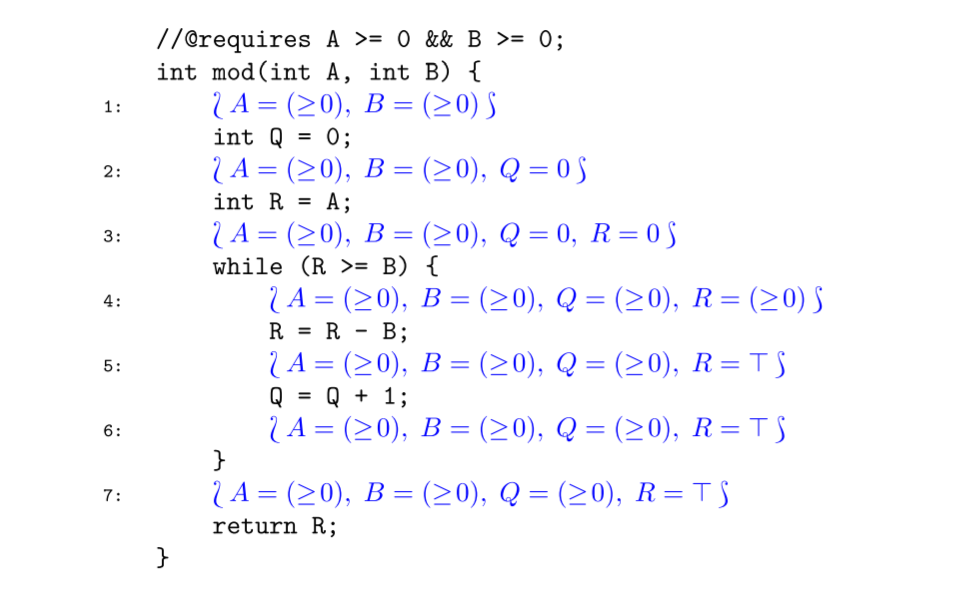 //@requires A >= 0 && B >= 0;
int mod(int A, int B) {
1: ⟅ A = (≥0), B = (≥0) ⟆
int Q = 0;
2: ⟅ A = (≥0), B = (≥0), Q = 0 ⟆
int R = A;
3: ⟅ A = (≥0), B = (≥0), Q = 0, R = 0 ⟆
while (R >= B) {
4: ⟅ A = (≥0), B = (≥0), Q = (≥0), R = (≥0) ⟆
R = R - B;
5: ⟅ A = (≥0), B = (≥0), Q = (≥0), R = ⊤ ⟆
Q = Q + 1;
6: ⟅ A = (≥0), B = (≥0), Q = (≥0), R = ⊤ ⟆
}
7: ⟅ A = (≥0), B = (≥0), Q = (≥0), R = ⊤ ⟆
return R;
}